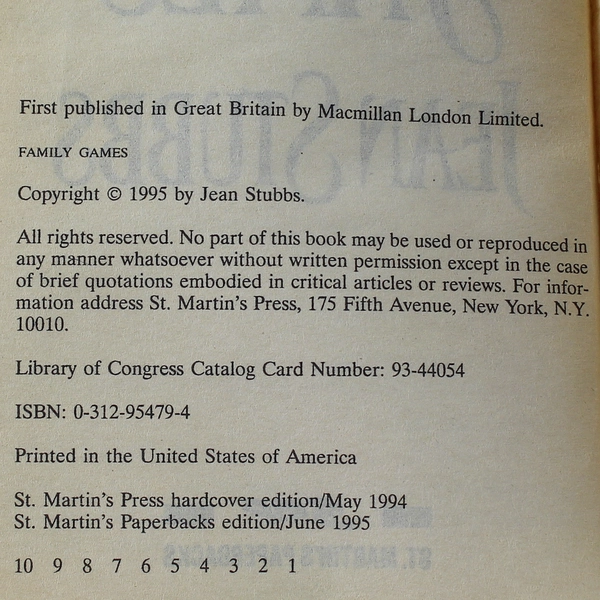 First published in Great Britain by Macmillan London Limited.
FAMILY GAMES
Copyright © 1995 by Jean Stubbs.
All rights reserved. No part of this book may be used or reproduced in
any manner whatsoever without written permission except in the case
of brief quotations embodied in critical articles or reviews. For infor-
mation address St. Martin's Press, 175 Fifth Avenue, New York, N.Y.
10010.
Library of Congress Catalog Card Number: 93-44054
ISBN: 0-312-95479-4
Printed in the United States of America
St. Martin's Press hardcover edition/May 1994
St. Martin's Paperbacks edition/June 1995
10 9 8 7 6 5 4 3 2 1